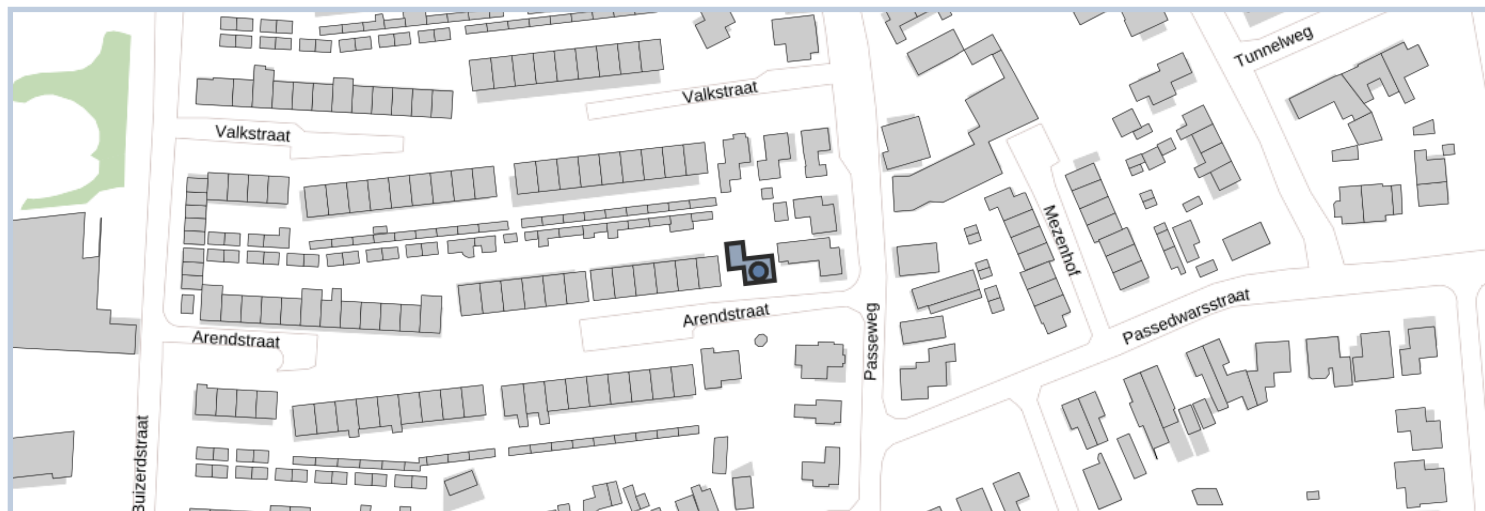 Tunnelweg
Valkstraat
Valkstraat
Mezenhof
Passedwarsstraat
Arendstraat
Passeweg
Arendstraat
Buizerdstraat